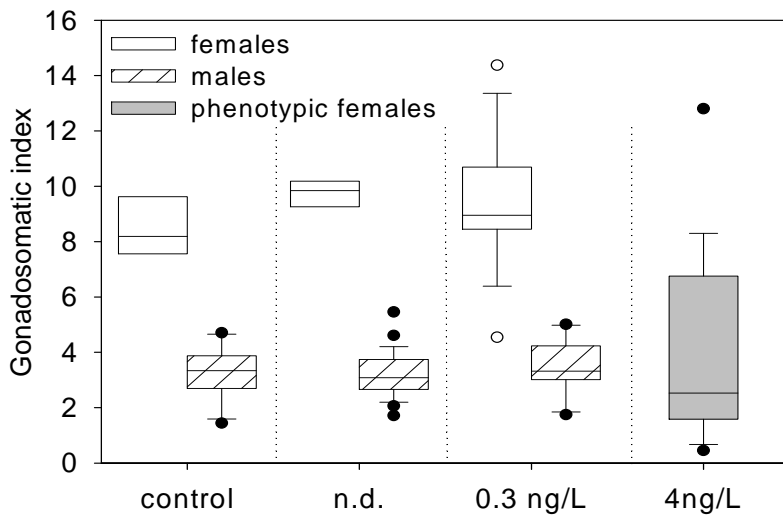 16
14
12
10
8
6
4
2
0
Gonadosomatic index
females
males
phenotypic females
control
n.d.
0.3 ng/L
4ng/L